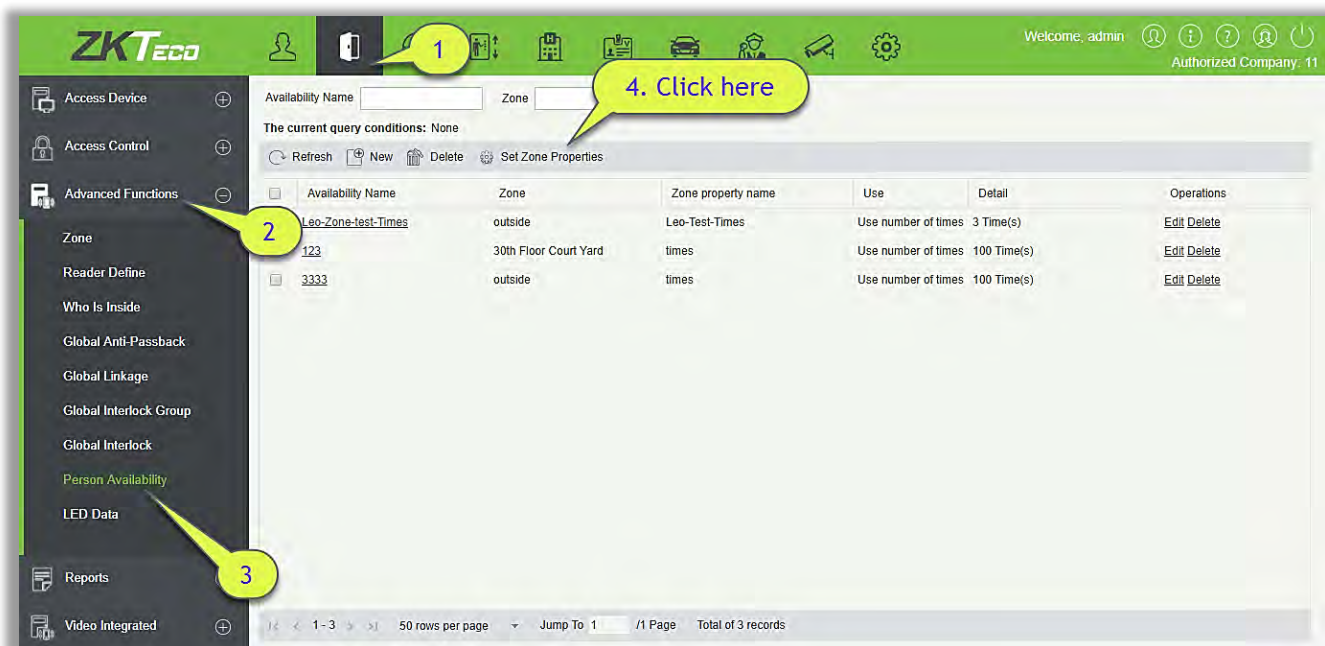 ZKTeco
Welcome, admin
Authorized Company: 11
1
Access Device
Access Control
Advanced Functions
2
Zone
Reader Define
Who Is Inside
Global Anti-Passback
Global Linkage
Global Interlock Group
Global Interlock
Person Availability
LED Data
3
Reports
Video Integrated
Availability Name
Zone
4. Click here
The current query conditions: None
Refresh New Delete Set Zone Properties
Availability Name Zone Zone property name Use Detail Operations
Leo-Zone-test-Times outside Leo-Test-Times Use number of times 3 Time(s) Edit Delete
123 30th Floor Court Yard times Use number of times 100 Time(s) Edit Delete
3333 outside times Use number of times 100 Time(s) Edit Delete
1 - 3 50 rows per page Jump To 1 /1 Page Total of 3 records